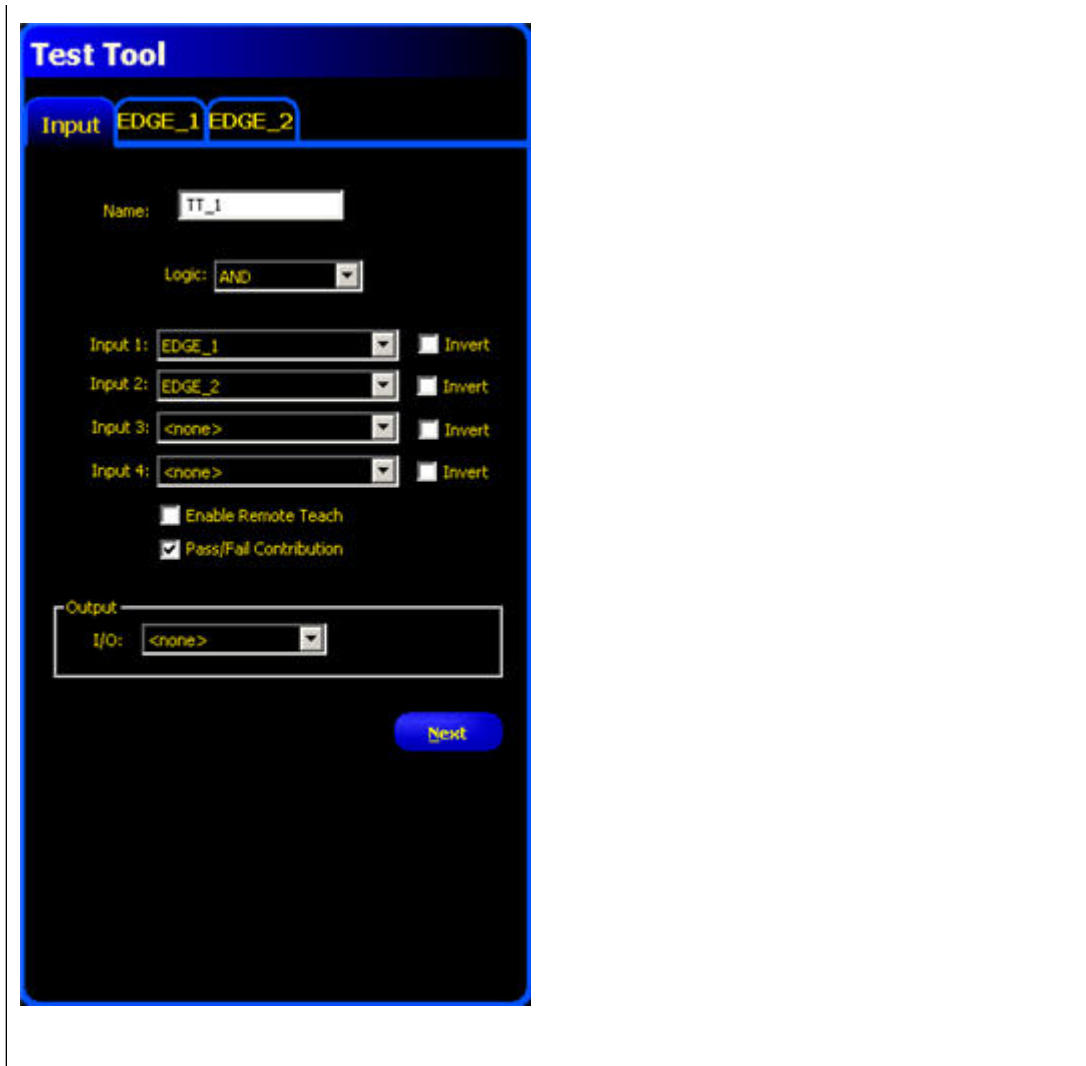 Test Tool
Input EDGE_1 EDGE_2
Name: TT_1
Logic: AND
Input 1: EDGE_1 Invert
Input 2: EDGE_2 Invert
Input 3: <none> Invert
Input 4: <none> Invert
Enable Remote Teach
Pass/Fail Contribution
Output
I/O: <none>
Next